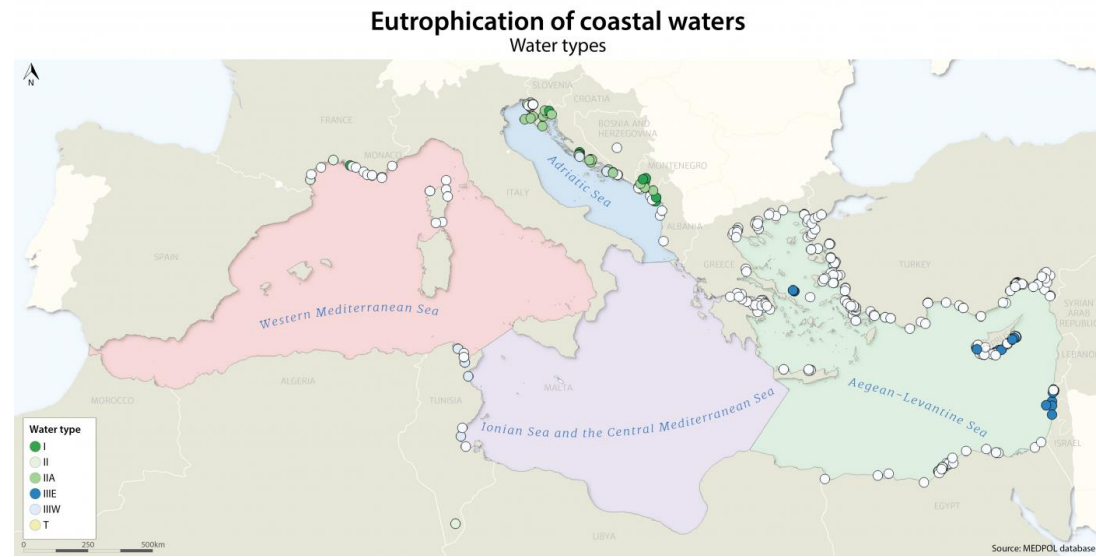 Eutrophication of coastal waters
Water types
N
SLOVENIA
CROATIA
FRANCE
BOSNIA AND
HERZEGOVINA
MONACO
MONTENEGRO
Adriatic Sea
ITALY
ALBANIA
SPAIN
GREECE
TURKEY
Western Mediterranean Sea
SYRIAN
ARAB
REPUBLIC
LEBANON
ALGERIA
MALTA
Aegean-Levantine Sea
MOROCCO
TUNISIA
Ionian Sea and the Central Mediterranean Sea
ISRAEL
Water type
I
II
IIA
IIIE
IIIW
T
EGYPT
LIBYA
0 250 500km
Source: MEDPOL database